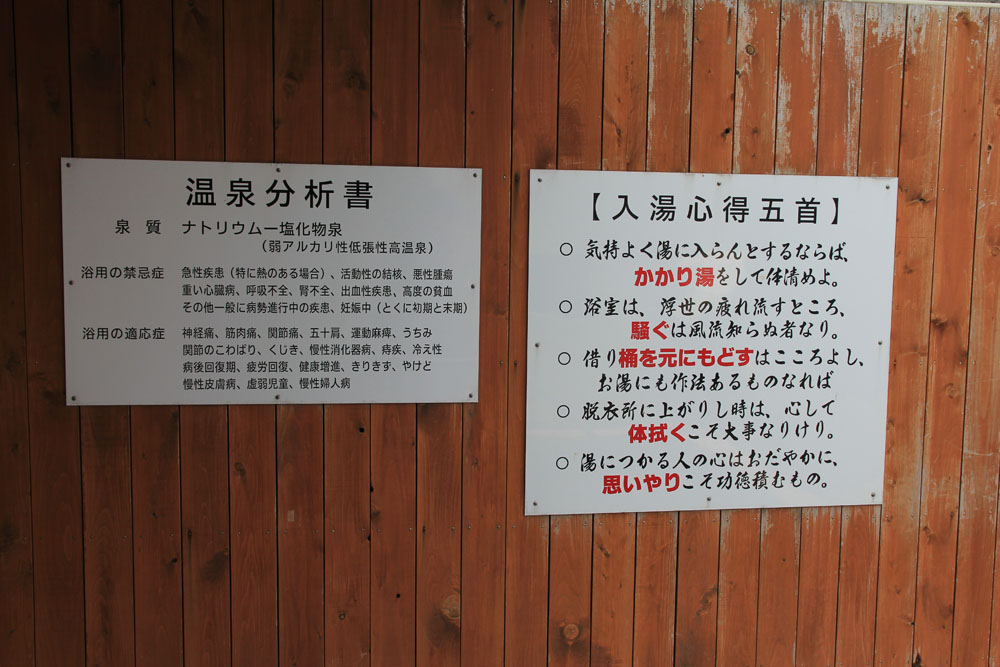 温泉分析書
泉質 ナトリウムー塩化物泉
(弱アルカリ性低張性高温泉)
浴用の禁忌症 急性疾患(特に熱のある場合)、活動性の結核、悪性腫瘍
重い心臓病、呼吸不全、腎不全、出血性疾患、高度の貧血
その他一般に病勢進行中の疾患、妊娠中(とくに初期と末期)
浴用の適応症 神経痛、筋肉痛、関節痛、五十肩、運動麻痺、うちみ
関節のこわばり、くじき、慢性消化器病、痔疾、冷え性
病後回復期、疲労回復、健康増進、きりきず、やけど
慢性皮膚病、虚弱児童、慢性婦人病
【入湯心得五首】
○ 気持よく湯に入らんとするならば、
かかり湯をして体清めよ。
○ 浴室は、浮世の疲れ流すところ、
騒ぐは風流知らぬ者なり。
○ 借り桶を元にもどすはこころよし、
お湯にも作法あるものなれば
○ 脱衣所に上がりし時は、心して
体拭くこそ大事なりけり。
○ 湯につかる人の心はおだやかに、
思いやりこそ功徳積むもの。